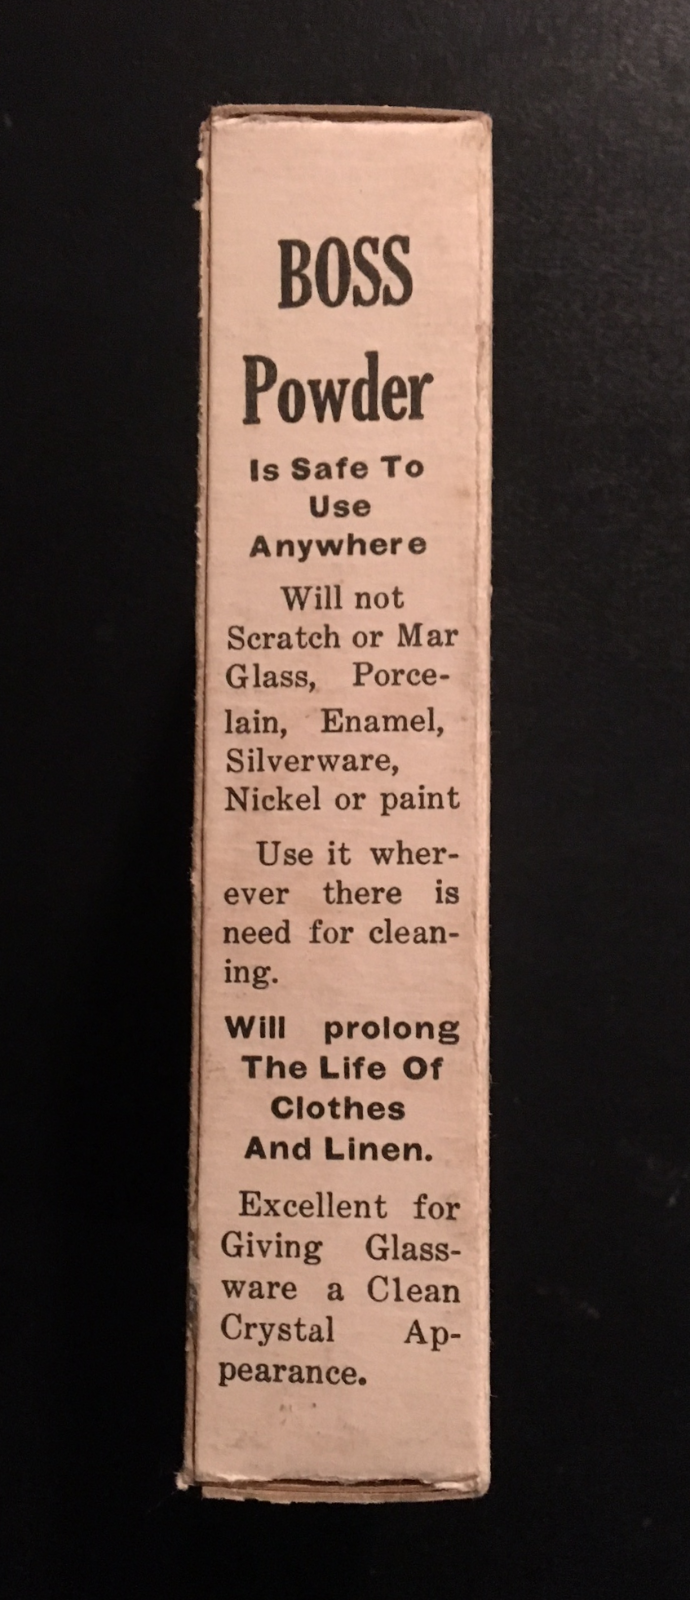 BOSS
Powder
Is Safe To
Use
Anywhere
Will not
Scratch or Mar
Glass, Porce-
lain, Enamel,
Silverware,
Nickel or paint
Use it wher-
ever there is
need for clean-
ing.
Will prolong
The Life Of
Clothes
And Linen.
Excellent for
Giving Glass-
ware a Clean
Crystal Ap-
pearance.